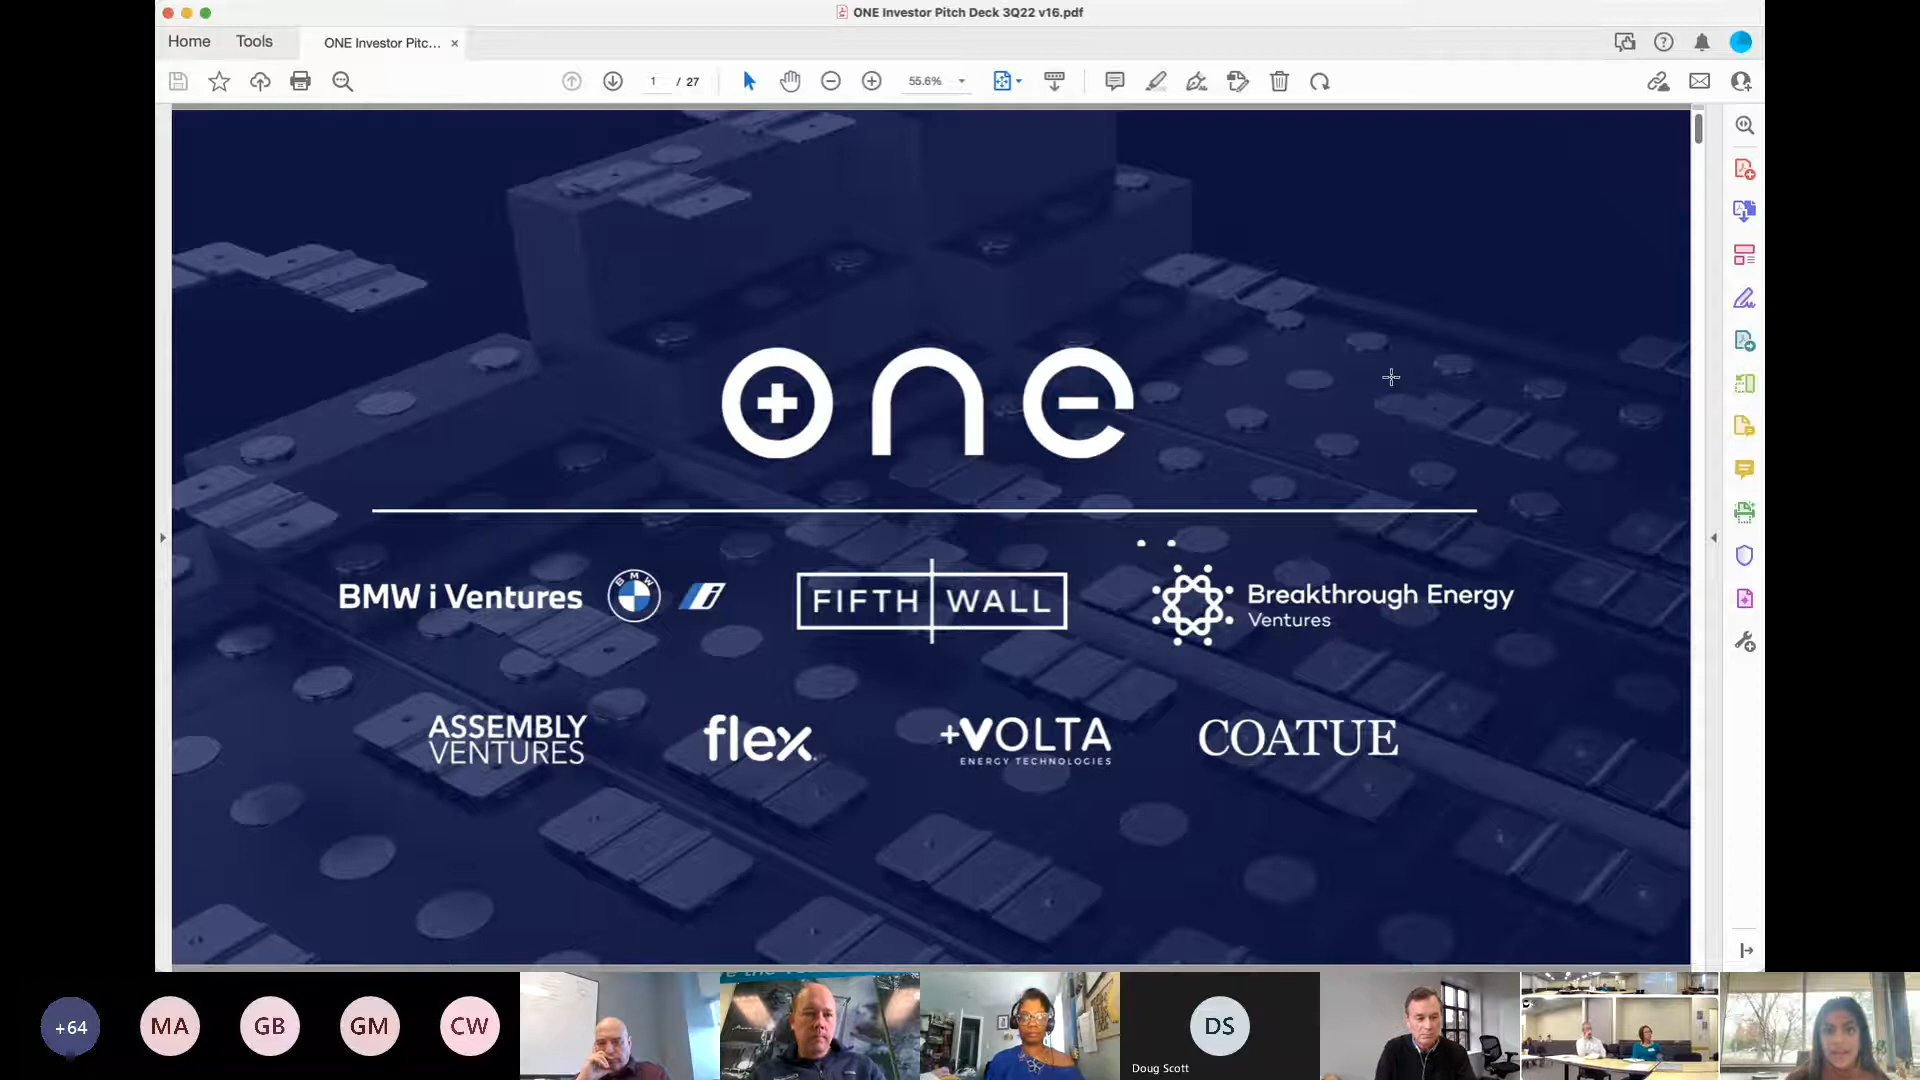 ONE Investor Pitch Deck 3Q22 v16.pdf
Home
Tools
ONE Investor Pitc...
1 / 27
55.6%
one
BMW i Ventures
BMW
FIFTH WALL
Breakthrough Energy
Ventures
ASSEMBLY
VENTURES
flex
+VOLTA
ENERGY TECHNOLOGIES
COATUE
+64
MA
GB
GM
CW
DS
Doug Scott